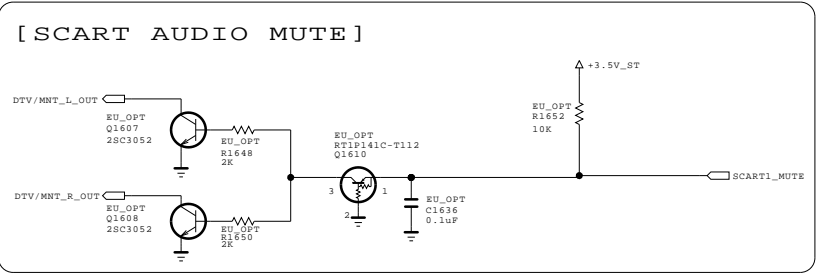 [SCART AUDIO MUTE]
+3.5V_ST
DTV/MNT_L_OUT
EU_OPT
Q1607
2SC3052
EU_OPT
R1648
2K
EU_OPT
RT1P141C-T112
Q1610
EU_OPT
R1652
10K
3
1
2
SCART1_MUTE
DTV/MNT_R_OUT
EU_OPT
Q1608
2SC3052
EU_OPT
R1650
2K
EU_OPT
C1636
0.1uF